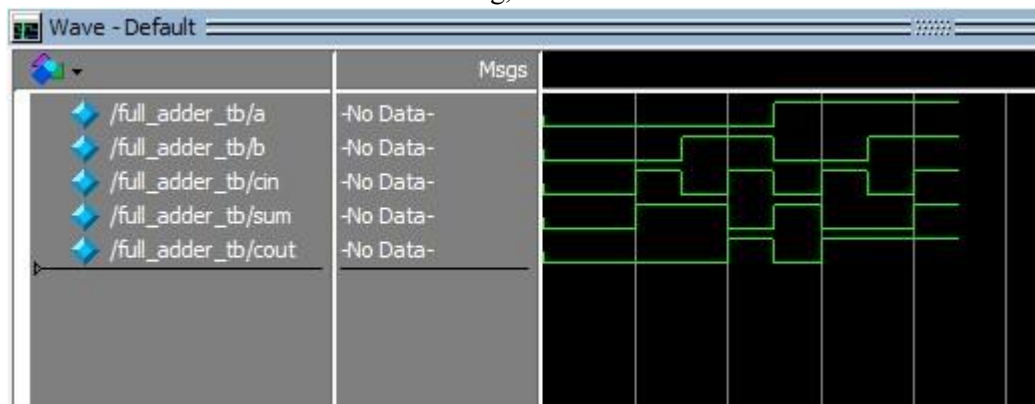 Wave - Default
Msgs
/full_adder_tb/a -No Data-
/full_adder_tb/b -No Data-
/full_adder_tb/cin -No Data-
/full_adder_tb/sum -No Data-
/full_adder_tb/cout -No Data-